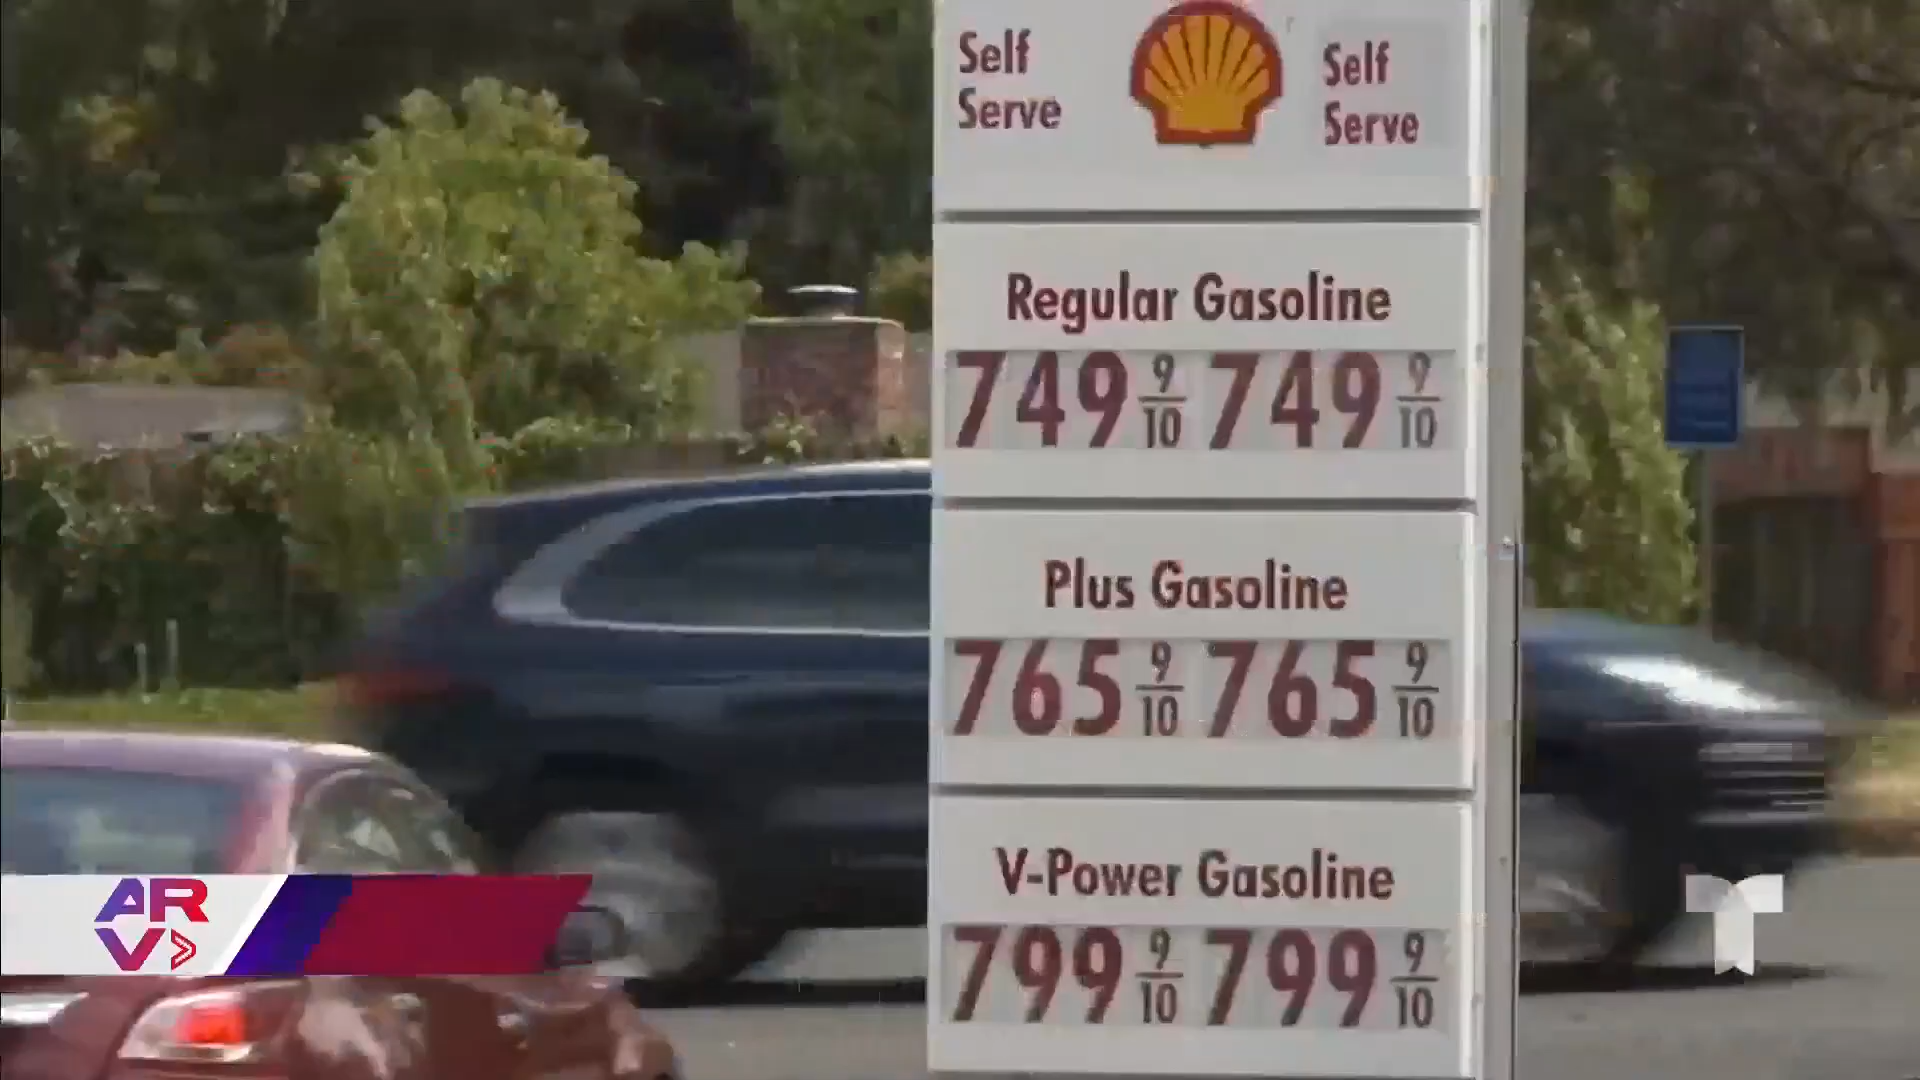 Self
Serve
Self
Serve
Regular Gasoline
749 9/10 749 9/10
Plus Gasoline
765 9/10 765 9/10
V-Power Gasoline
799 9/10 799 9/10
ARV
T